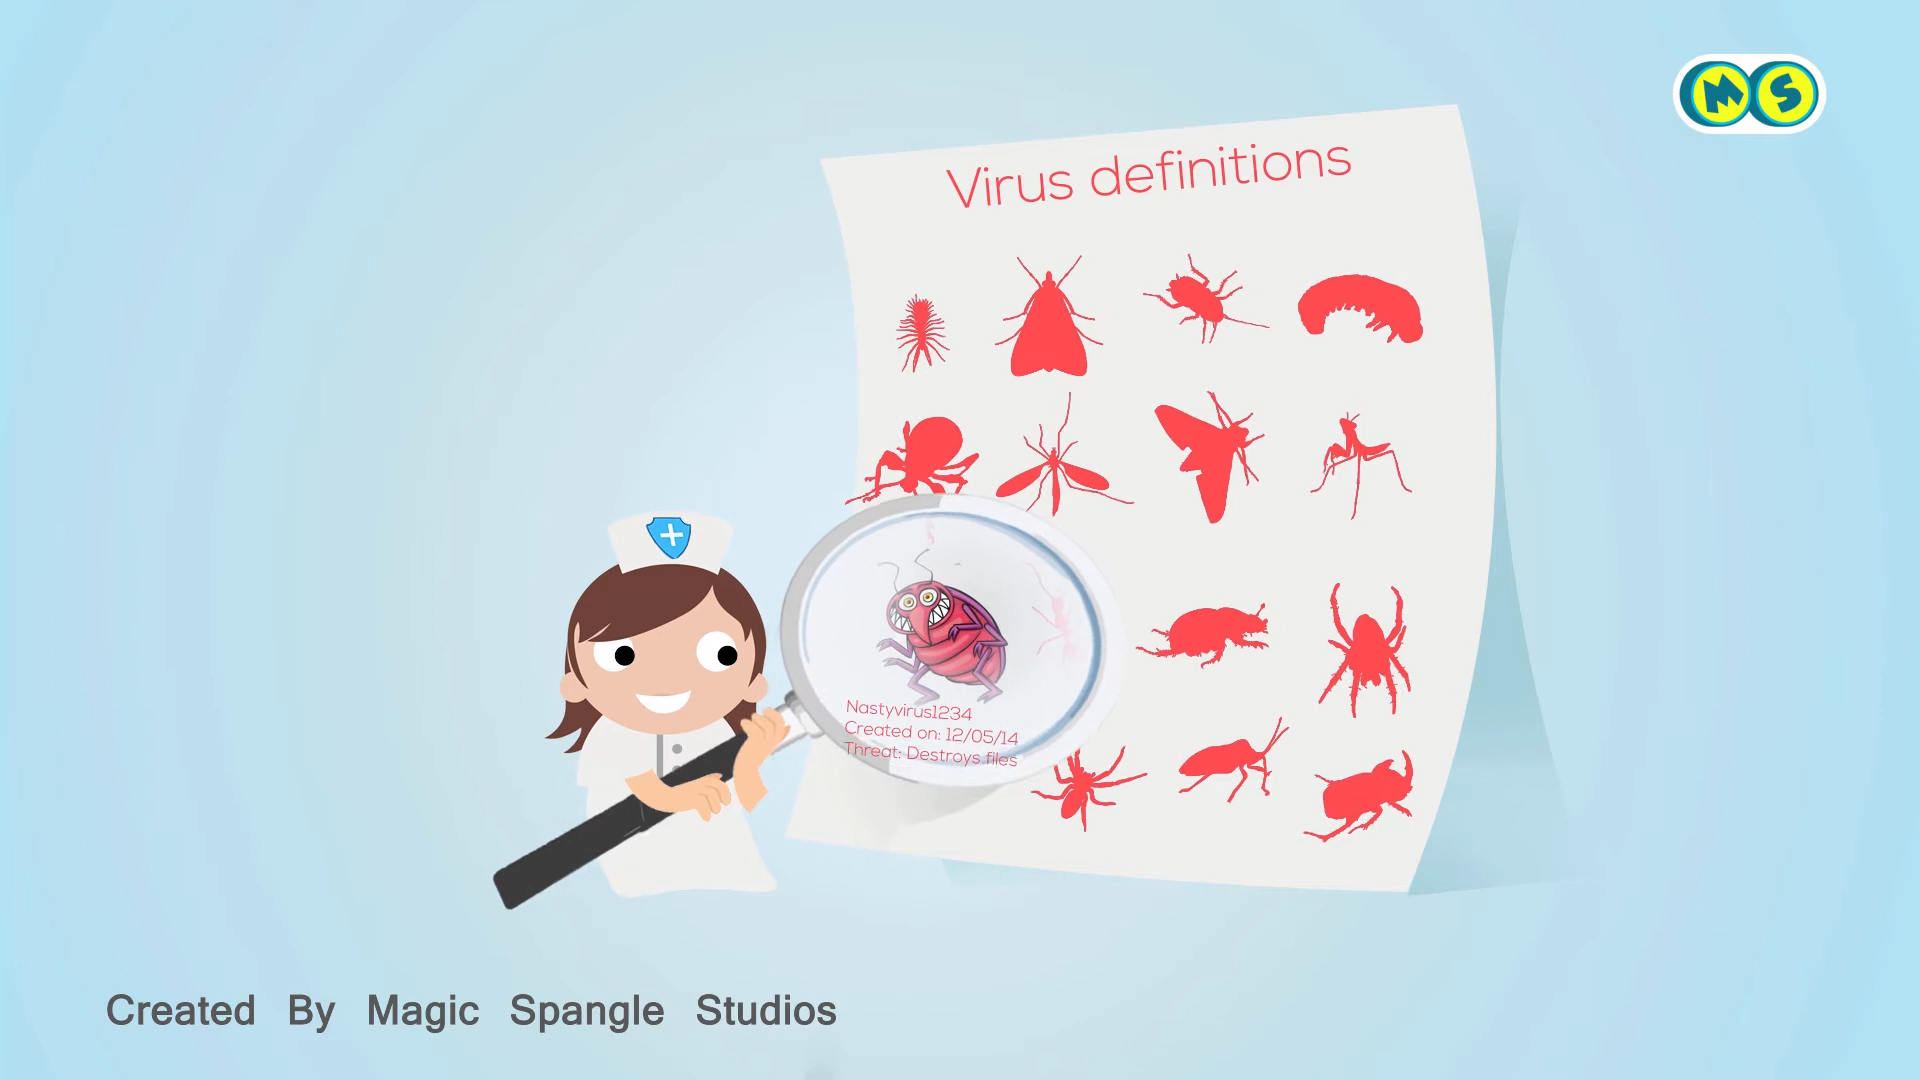 M S
Virus definitions
Nastyvirus1234
Created on: 12/05/14
Threat: Destroys files
Created By Magic Spangle Studios